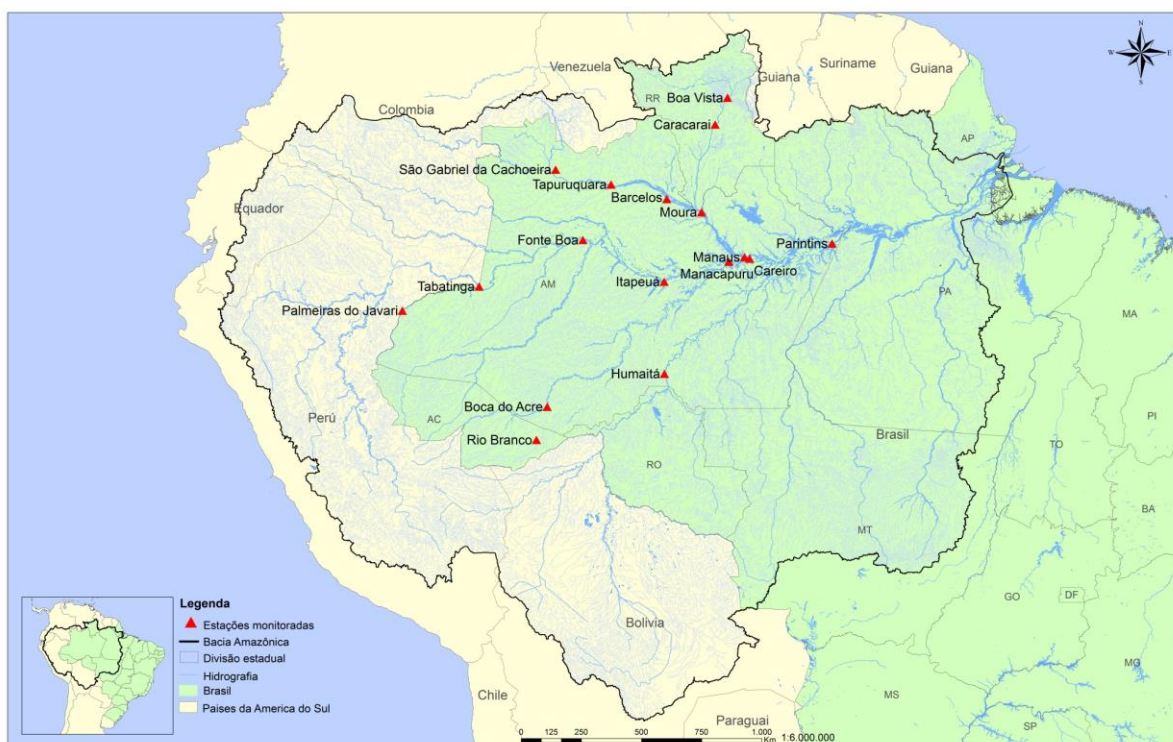 N
W
E
S
Venezuela
Suriname
Guiana
Guiana
Colombia
RR
Boa Vista
Caracarai
AP
São Gabriel da Cachoeira
Tapuruquara
Barcelos
Moura
Equador
Fonte Boa
Parintins
Manaus
Careiro
Manacapuru
Itapeuá
Tabatinga
AM
PA
Palmeiras do Javari
MA
Humaitá
Perú
AC
Boca do Acre
PI
Brasil
Rio Branco
TO
RO
BA
MT
GO
DF
Bolívia
MG
Chile
MS
Paraguai
SP
Legenda
Estações monitoradas
Bacia Amazônica
Divisão estadual
Hidrografia
Brasil
Paises da America do Sul
0 125 250 500 750 1.000
Km
1:6.000.000